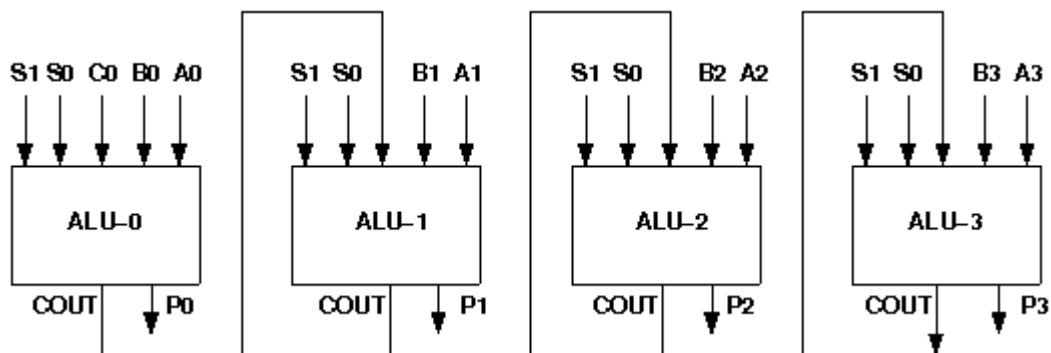 S1 S0 C0 B0 A0 S1 S0 B1 A1 S1 S0 B2 A2 S1 S0 B3 A3
ALU-0 ALU-1 ALU-2 ALU-3
COUT P0 COUT P1 COUT P2 COUT P3